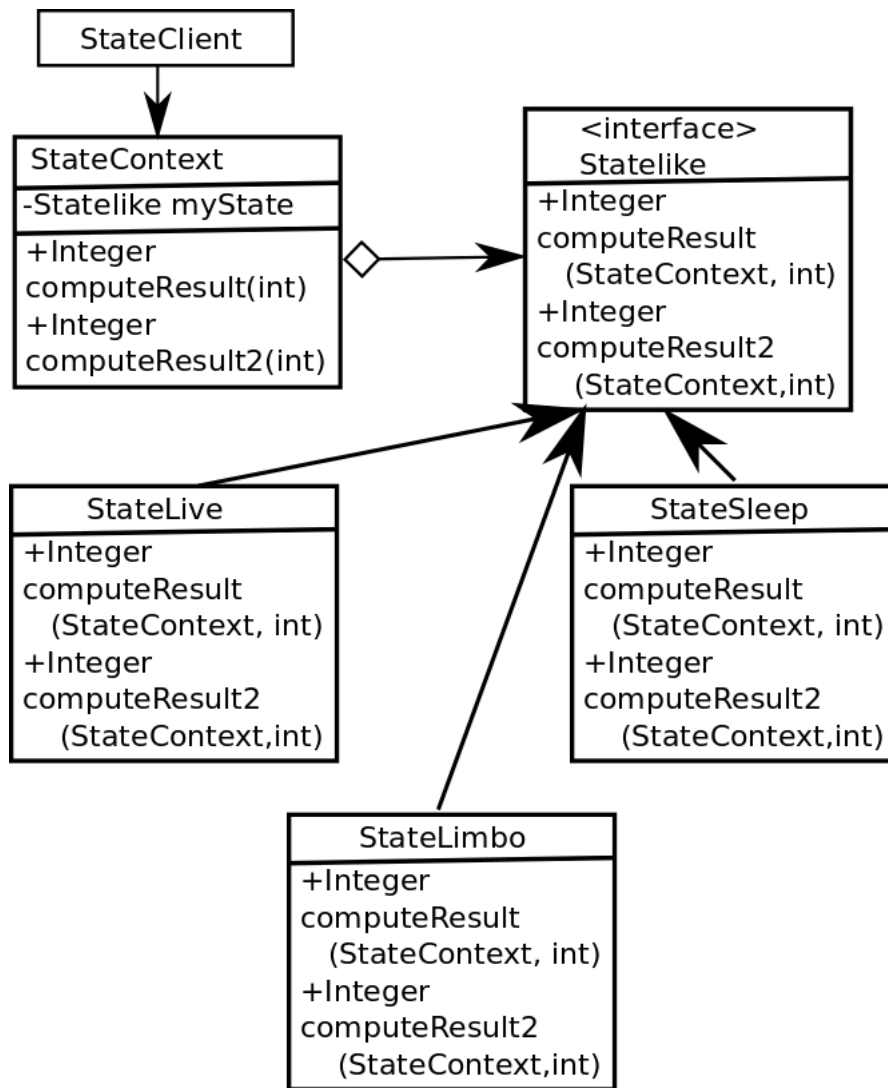 StateClient
StateContext
-Statelike myState
+Integer
computeResult(int)
+Integer
computeResult2(int)
<interface>
Statelike
+Integer
computeResult
(StateContext, int)
+Integer
computeResult2
(StateContext,int)
StateLive
+Integer
computeResult
(StateContext, int)
+Integer
computeResult2
(StateContext,int)
StateSleep
+Integer
computeResult
(StateContext, int)
+Integer
computeResult2
(StateContext,int)
StateLimbo
+Integer
computeResult
(StateContext, int)
+Integer
computeResult2
(StateContext,int)